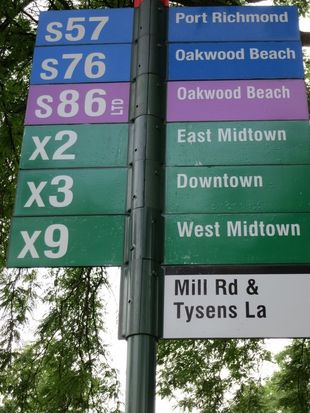 S57 Port Richmond
S76 Oakwood Beach
S86 LTD Oakwood Beach
X2 East Midtown
X3 Downtown
X9 West Midtown
Mill Rd &
Tysens La